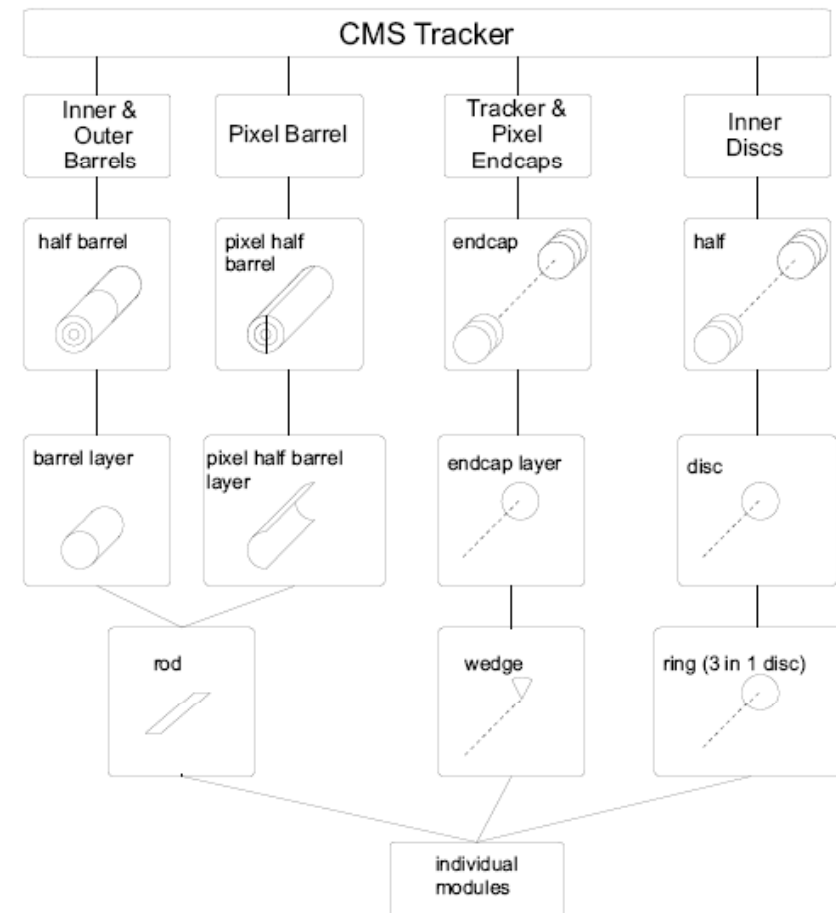 CMS Tracker
Inner &
Outer
Barrels
Pixel Barrel
Tracker &
Pixel
Endcaps
Inner
Discs
half barrel
pixel half
barrel
endcap
half
barrel layer
pixel half barrel
layer
endcap layer
disc
rod
wedge
ring (3 in 1 disc)
individual
modules